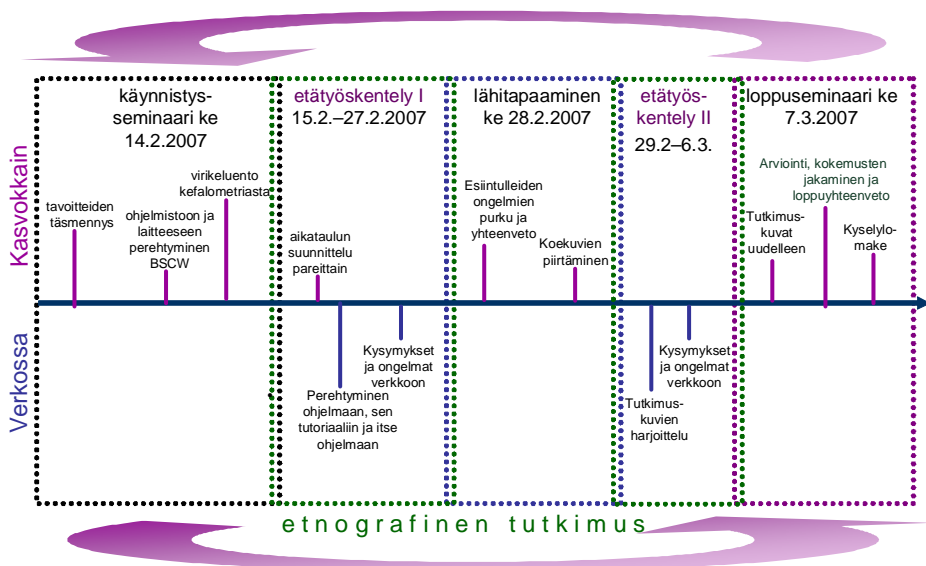 käynnistys-
seminaari ke
14.2.2007
etätyöskentely I
15.2.–27.2.2007
lähitapaaminen
ke 28.2.2007
etätyös-
kentely II
29.2–6.3.
loppuseminaari ke
7.3.2007
Kasvokkain
tavoitteiden
täsmennys
ohjelmistoon ja
laitteeseen
perehtyminen
BSCW
virikeluento
kefalometriasta
aikataulun
suunnittelu
pareittain
Esiintulleiden
ongelmien
purku ja
yhteenveto
Koekuvien
piirtäminen
Arviointi, kokemusten
jakaminen ja
loppuyhteenveto
Tutkimus-
kuvat
uudelleen
Kyselylo-
make
Verkossa
Perehtyminen
ohjelmaan, sen
tutoriaaliin ja itse
ohjelmaan
Kysymykset
ja ongelmat
verkkoon
Tutkimus-
kuvien
harjoittelu
Kysymykset
ja ongelmat
verkkoon
etnografinen tutkimus